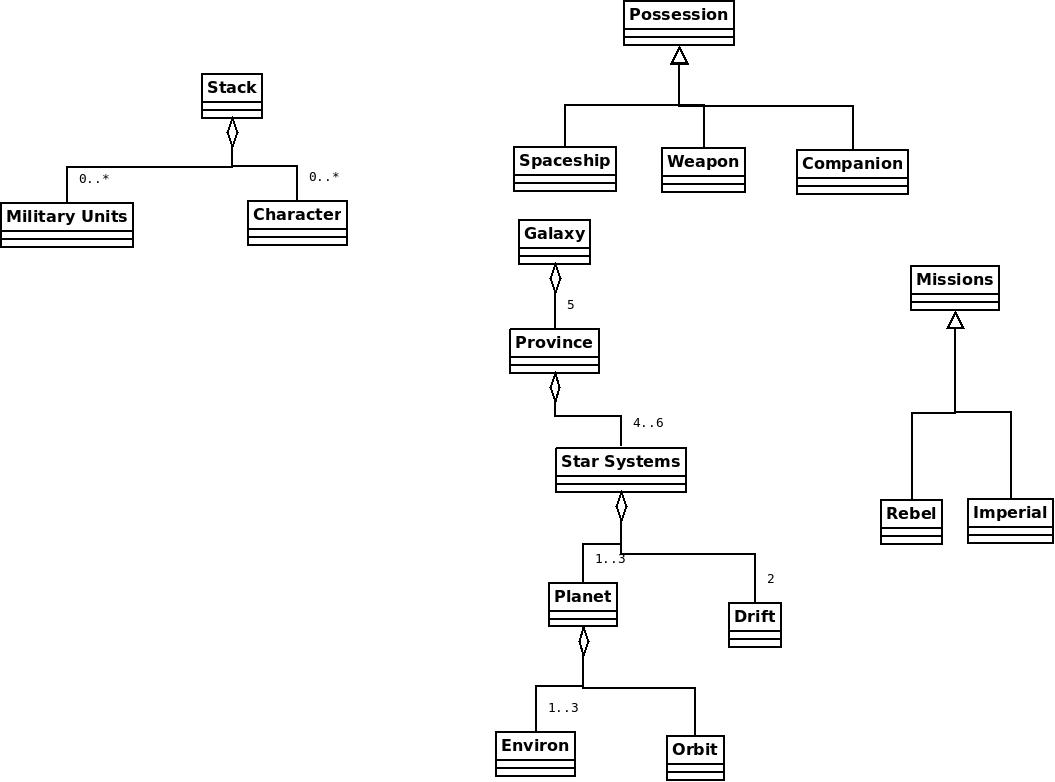 Possession
Stack
Spaceship
Weapon
Companion
0..*
0..*
Military Units
Character
Galaxy
5
Missions
Province
4..6
Star Systems
Rebel
Imperial
1..3
2
Planet
Drift
1..3
Environ
Orbit